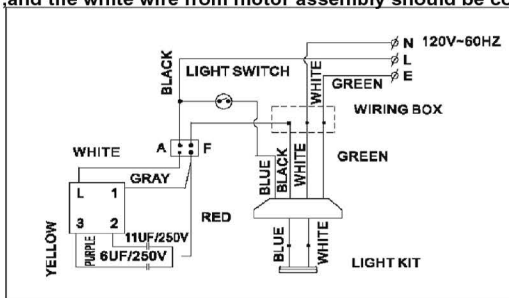 ,and the white wire from motor assembly should be co
N 120V~60HZ
L
E
BLACK
LIGHT SWITCH
WHITE
GREEN
WIRING BOX
A F
WHITE
GRAY
GREEN
BLUE
BLACK
WHITE
L 1
3 2
RED
YELLOW
PURPLE
11UF/250V
6UF/250V
BLUE
WHITE
LIGHT KIT